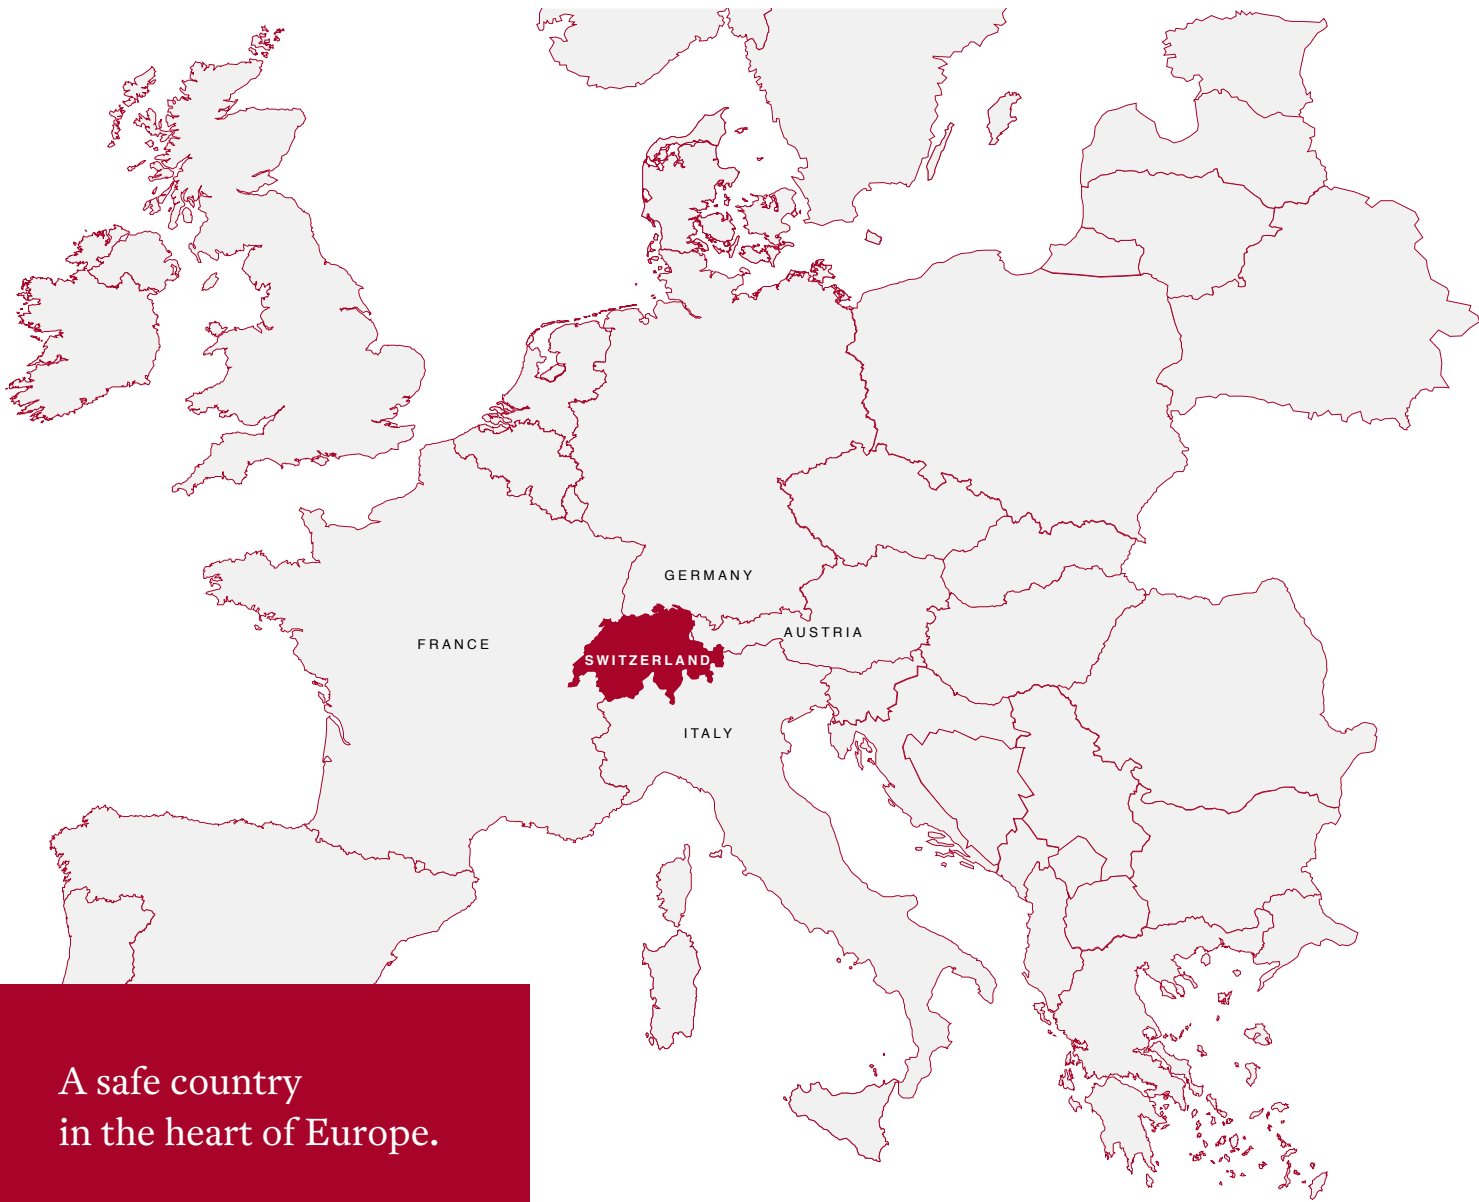 GERMANY
AUSTRIA
FRANCE
SWITZERLAND
ITALY
A safe country
in the heart of Europe.